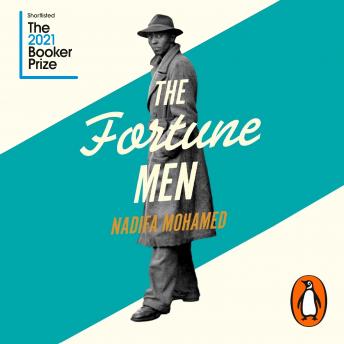 Shortlisted
The
2021
Booker
Prize
THE
Fortune
MEN
NADIFA MOHAMED